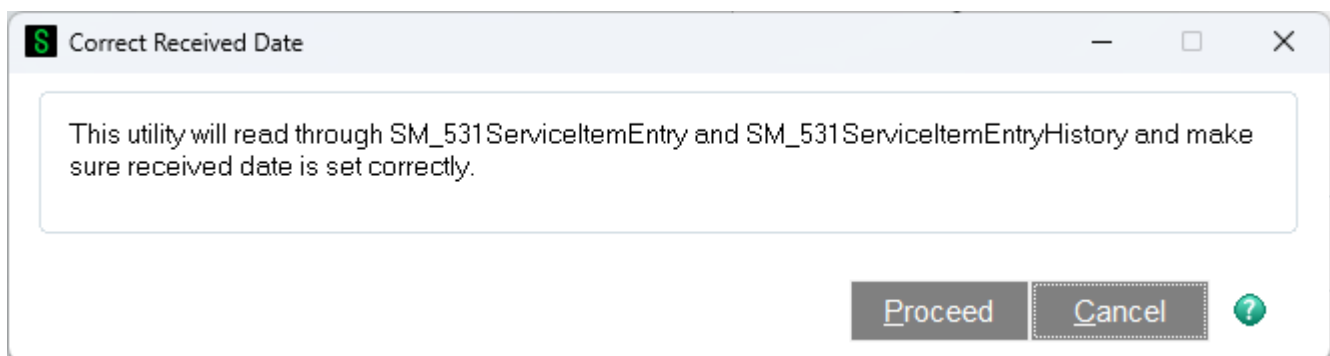 S Correct Received Date
This utility will read through SM_531ServiceItemEntry and SM_531ServiceItemEntryHistory and make
sure received date is set correctly.
Proceed Cancel ?